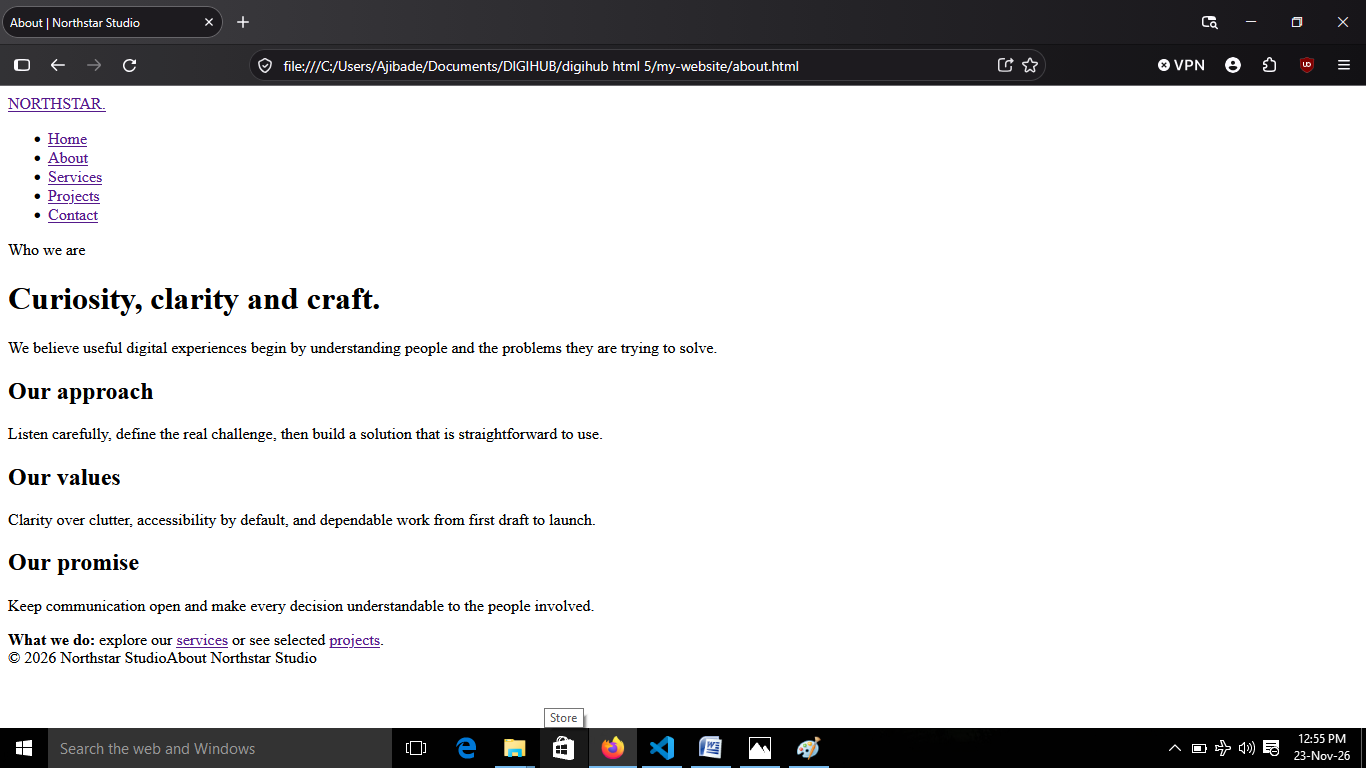 About | Northstar Studio
file:///C:/Users/Ajibade/Documents/DIGIHUB/digihub html 5/my-website/about.html
VPN
UD
NORTHSTAR.
Home
About
Services
Projects
Contact
Who we are
Curiosity, clarity and craft.
We believe useful digital experiences begin by understanding people and the problems they are trying to solve.
Our approach
Listen carefully, define the real challenge, then build a solution that is straightforward to use.
Our values
Clarity over clutter, accessibility by default, and dependable work from first draft to launch.
Our promise
Keep communication open and make every decision understandable to the people involved.
What we do: explore our services or see selected projects.
© 2026 Northstar StudioAbout Northstar Studio
Store
Search the web and Windows
12:55 PM
23-Nov-26